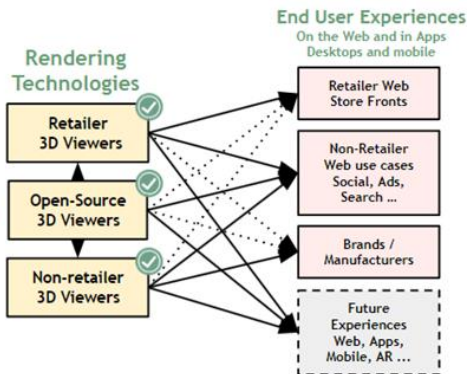 End User Experiences
On the Web and in Apps
Desktops and mobile
Rendering
Technologies
Retailer
3D Viewers
Open-Source
3D Viewers
Non-retailer
3D Viewers
Retailer Web
Store Fronts
Non-Retailer
Web use cases
Social, Ads,
Search ...
Brands /
Manufacturers
Future
Experiences
Web, Apps,
Mobile, AR ...